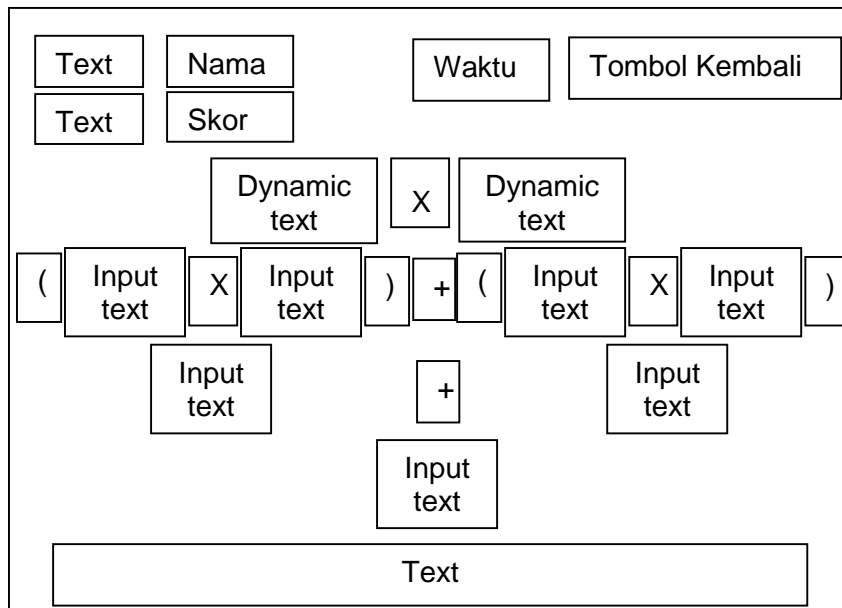 Text Nama Waktu Tombol Kembali
Text Skor
Dynamic text X Dynamic text
( Input text X Input text ) + ( Input text X Input text )
Input text + Input text
Input text
Text